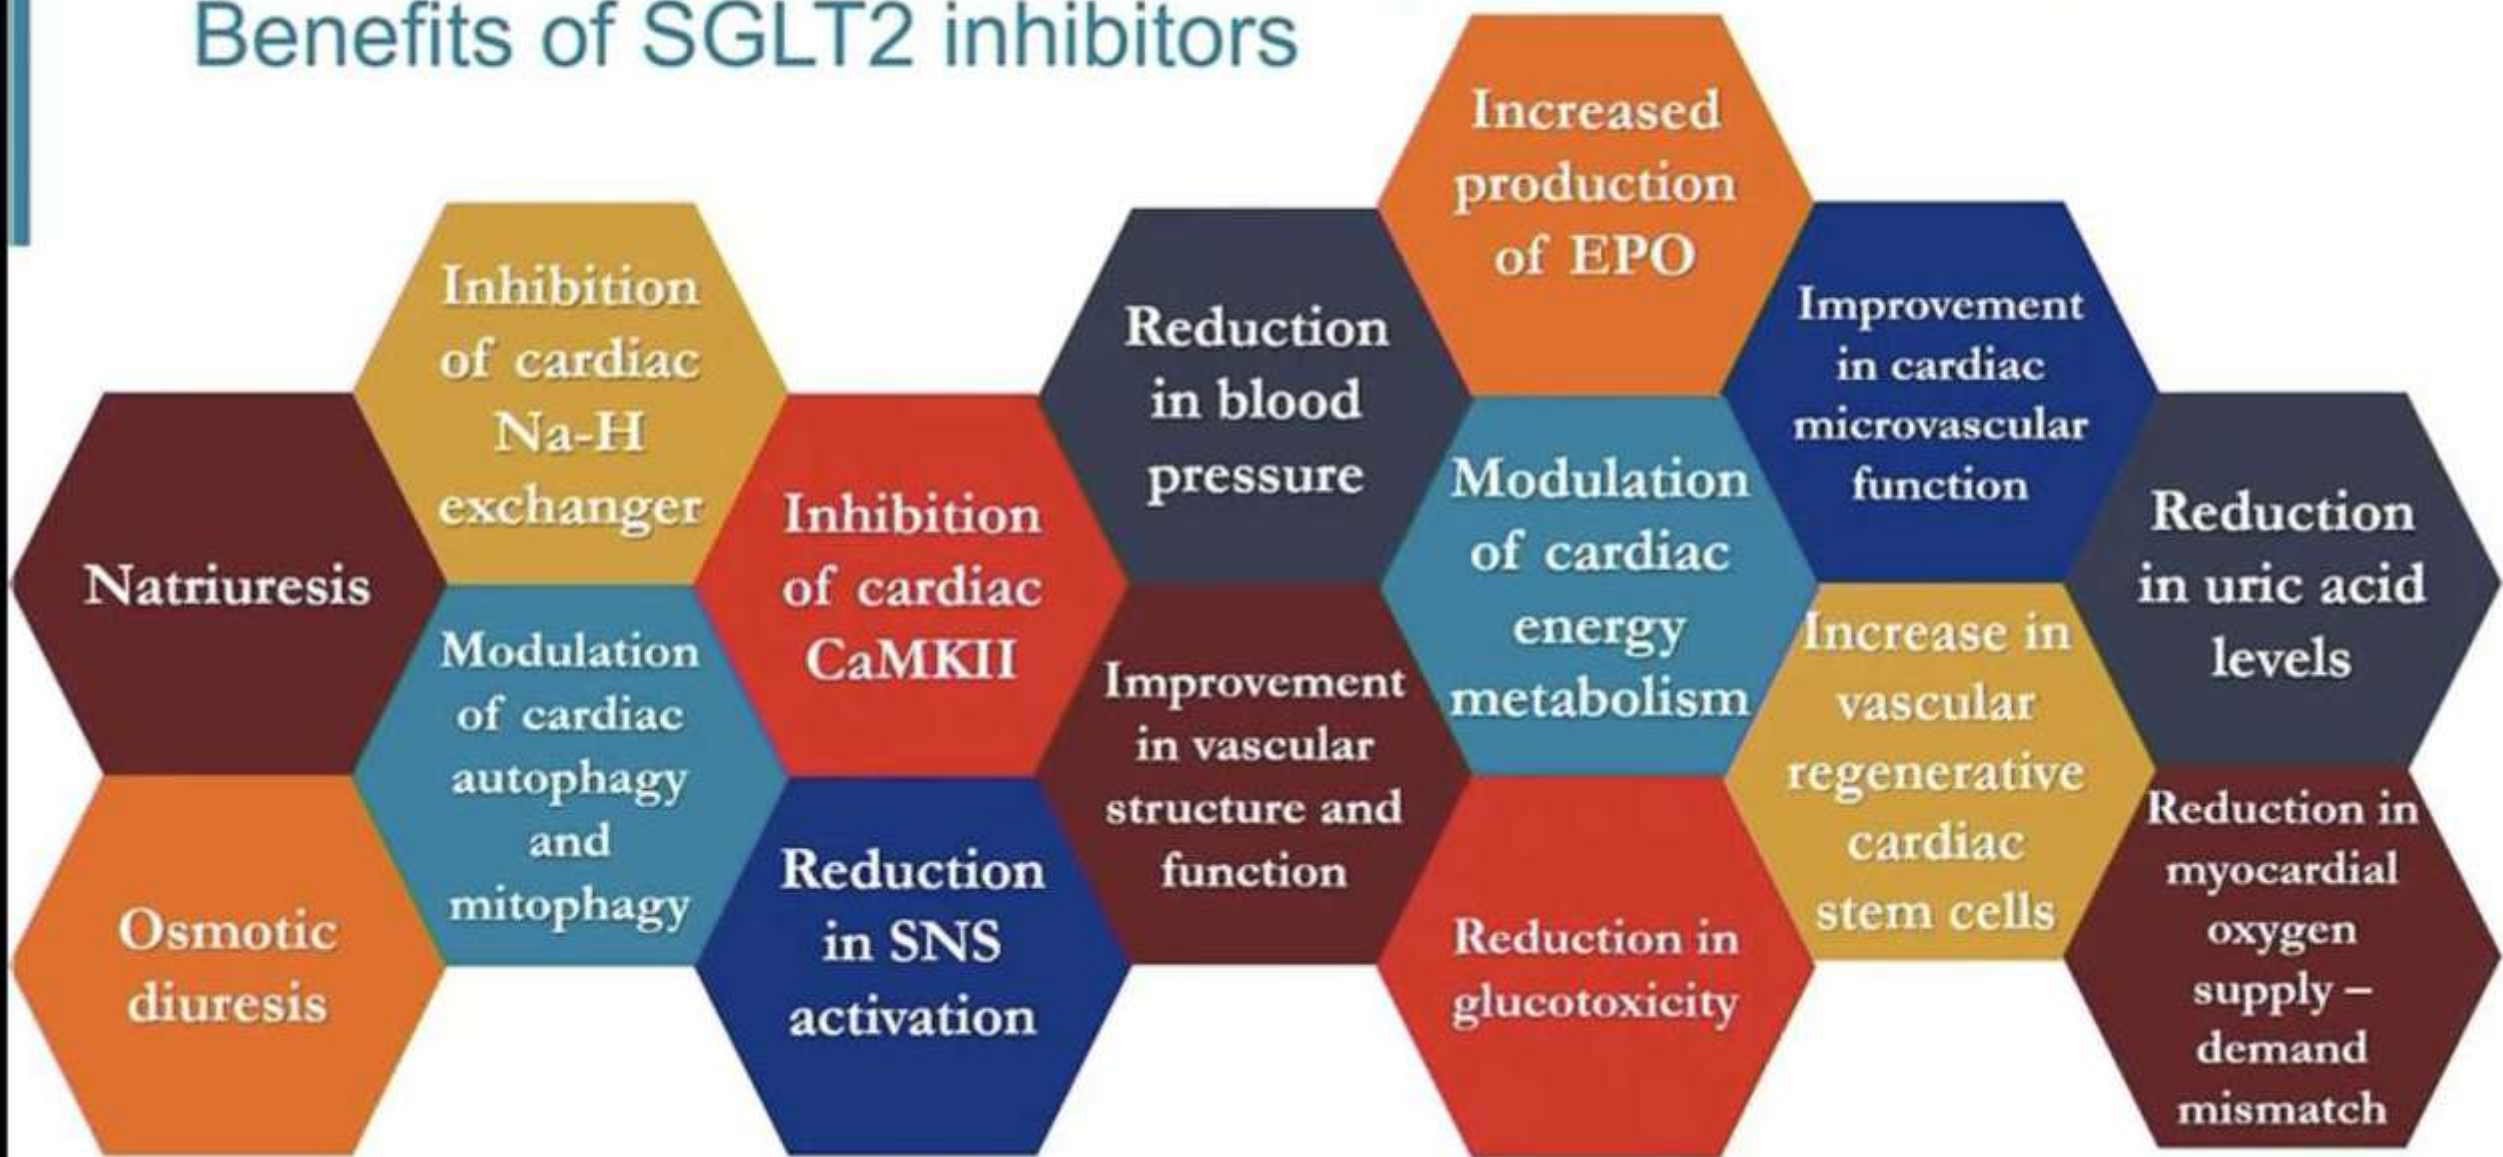 Benefits of SGLT2 inhibitors
Natriuresis
Osmotic
diuresis
Inhibition
of cardiac
Na-H
exchanger
Modulation
of cardiac
autophagy
and
mitophagy
Inhibition
of cardiac
CaMKII
Reduction
in SNS
activation
Reduction
in blood
pressure
Improvement
in vascular
structure and
function
Increased
production
of EPO
Modulation
of cardiac
energy
metabolism
Reduction in
glucotoxicity
Improvement
in cardiac
microvascular
function
Increase in
vascular
regenerative
cardiac
stem cells
Reduction
in uric acid
levels
Reduction in
myocardial
oxygen
supply –
demand
mismatch